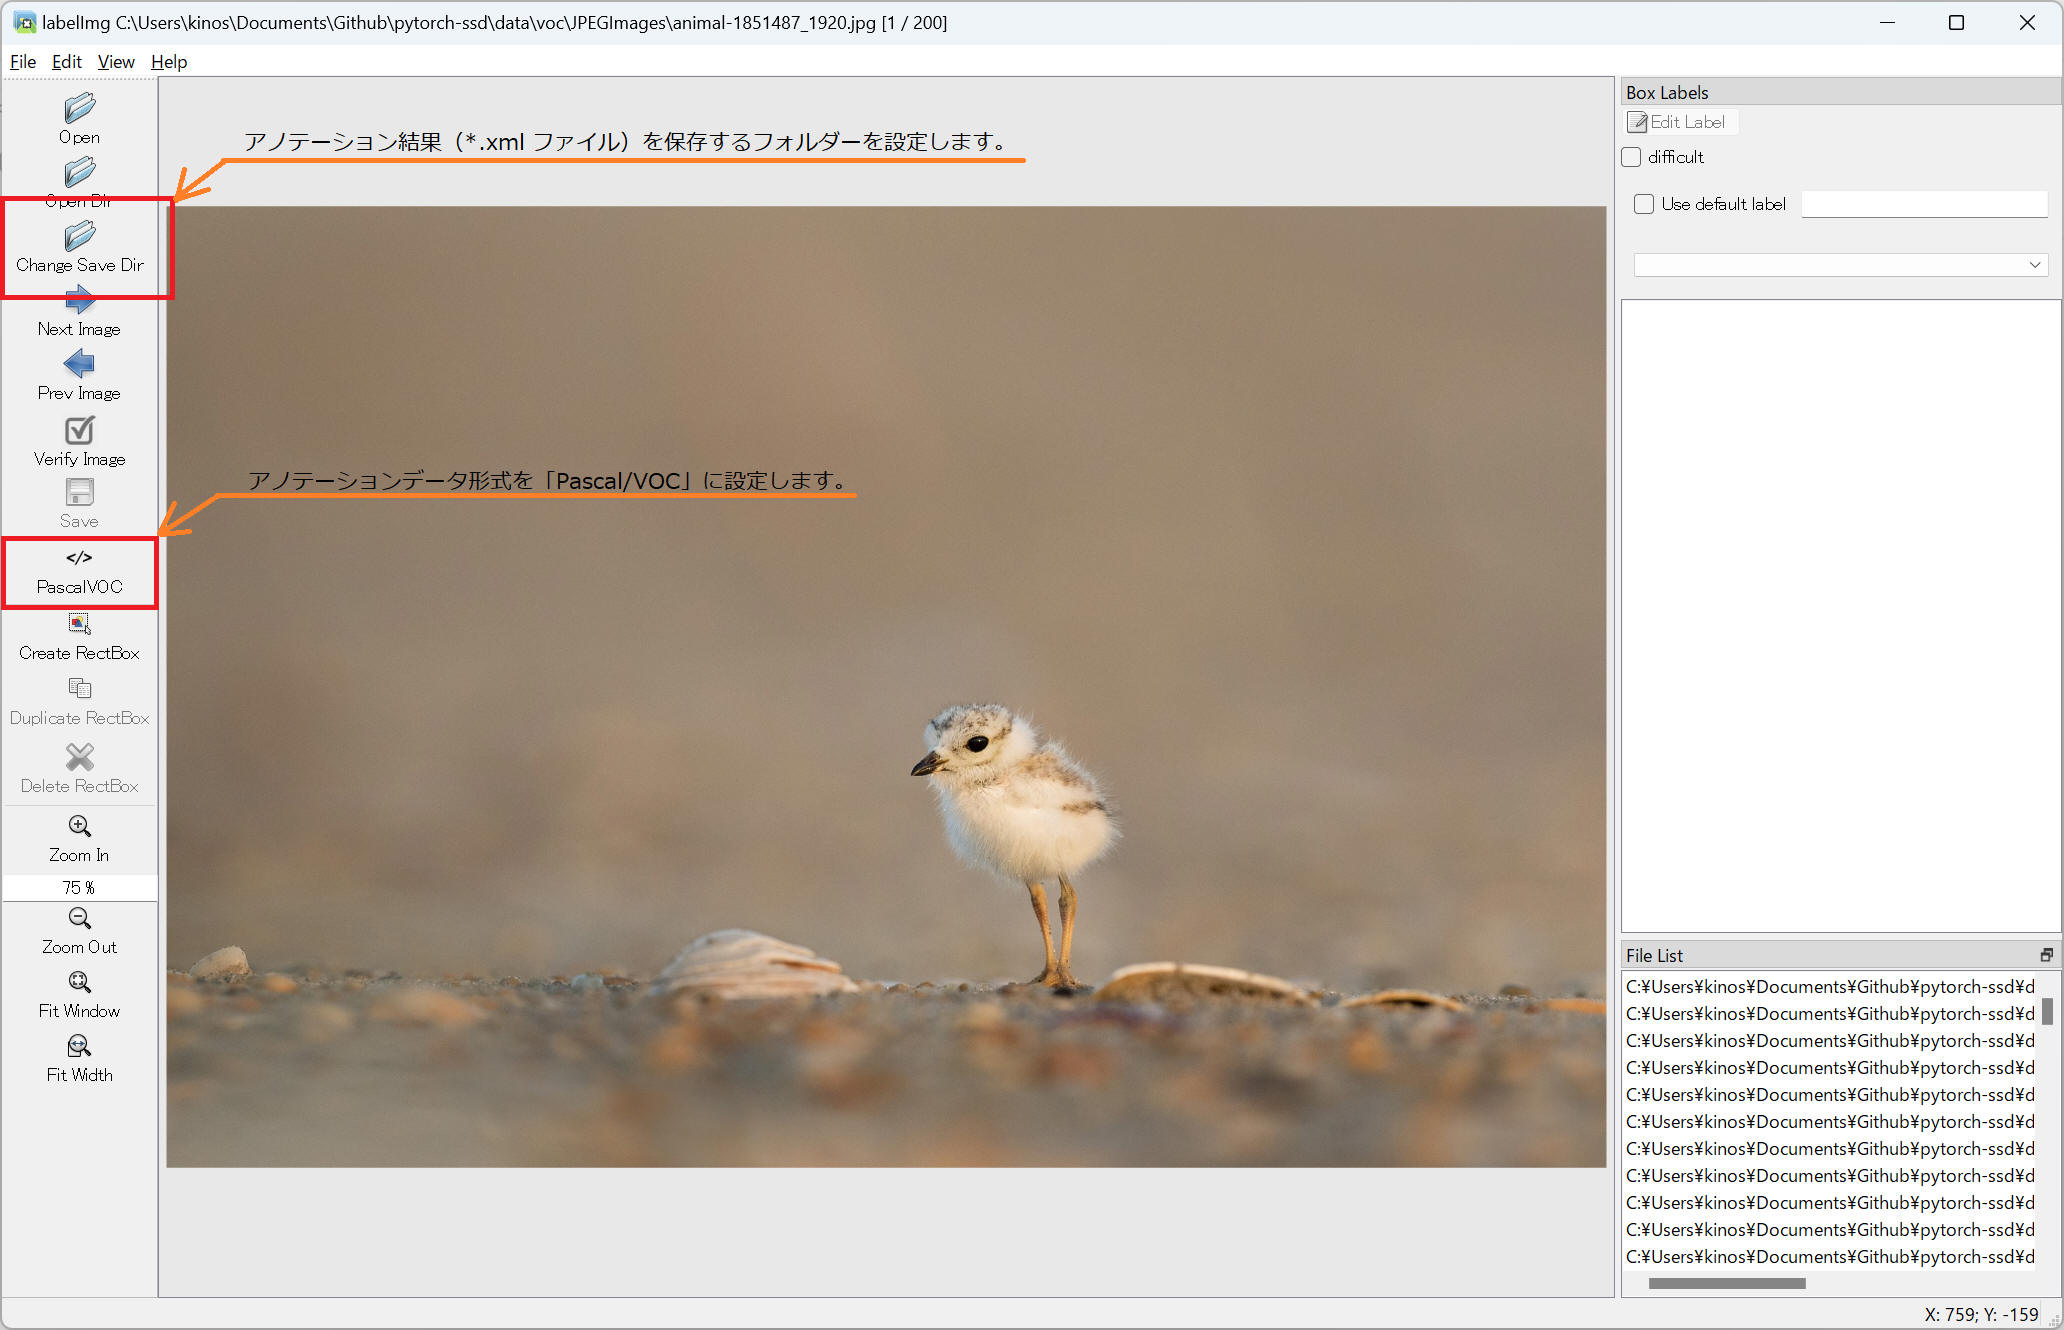 labelImg C:\Users\kinos\Documents\Github\pytorch-ssd\data\voc\JPEGImages\animal-1851487_1920.jpg [1 / 200]
File Edit View Help
Open
Open Dir
Change Save Dir
Next Image
Prev Image
Verify Image
Save
</>
PascalVOC
Create RectBox
Duplicate RectBox
Delete RectBox
Zoom In
75 %
Zoom Out
Fit Window
Fit Width
アノテーション結果（*.xml ファイル）を保存するフォルダーを設定します。
アノテーションデータ形式を「Pascal/VOC」に設定します。
Box Labels
Edit Label
difficult
Use default label
File List
C:¥Users¥kinos¥Documents¥Github¥pytorch-ssd¥d
C:¥Users¥kinos¥Documents¥Github¥pytorch-ssd¥d
C:¥Users¥kinos¥Documents¥Github¥pytorch-ssd¥d
C:¥Users¥kinos¥Documents¥Github¥pytorch-ssd¥d
C:¥Users¥kinos¥Documents¥Github¥pytorch-ssd¥d
C:¥Users¥kinos¥Documents¥Github¥pytorch-ssd¥d
C:¥Users¥kinos¥Documents¥Github¥pytorch-ssd¥d
C:¥Users¥kinos¥Documents¥Github¥pytorch-ssd¥d
C:¥Users¥kinos¥Documents¥Github¥pytorch-ssd¥d
C:¥Users¥kinos¥Documents¥Github¥pytorch-ssd¥d
C:¥Users¥kinos¥Documents¥Github¥pytorch-ssd¥d
X: 759; Y: -159